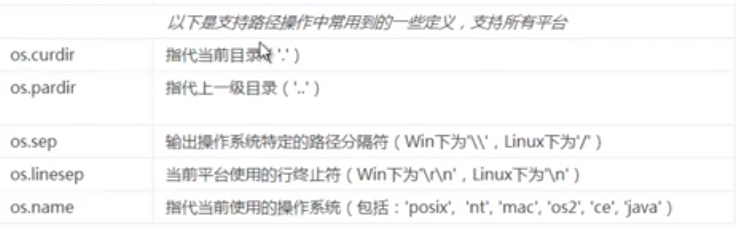 以下是支持路径操作中常用到的一些定义，支持所有平台
os.curdir 指代当前目录（'.'）
os.pardir 指代上一级目录（'..'）
os.sep 输出操作系统特定的路径分隔符（Win下为'\\'，Linux下为'/'）
os.linesep 当前平台使用的行终止符（Win下为'\r\n'，Linux下为'\n'）
os.name 指代当前使用的操作系统（包括：'posix', 'nt', 'mac', 'os2', 'ce', 'java'）